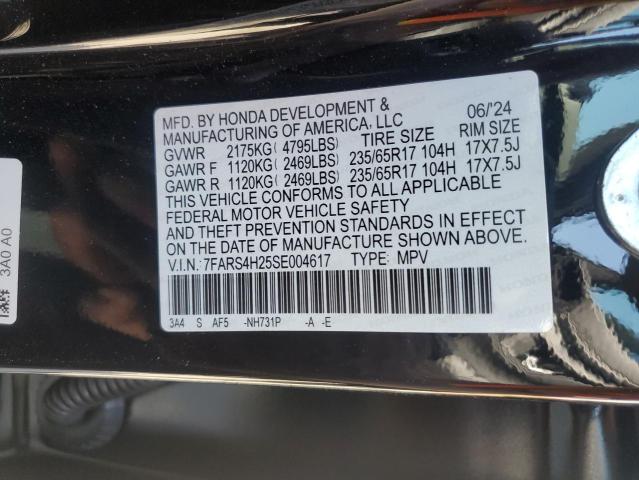 MFD. BY HONDA DEVELOPMENT & 06/'24
MANUFACTURING OF AMERICA, LLC
GVWR 2175KG( 4795LBS) TIRE SIZE RIM SIZE
GAWR F 1120KG( 2469LBS) 235/65R17 104H 17X7.5J
GAWR R 1120KG( 2469LBS) 235/65R17 104H 17X7.5J
THIS VEHICLE CONFORMS TO ALL APPLICABLE
FEDERAL MOTOR VEHICLE SAFETY
AND THEFT PREVENTION STANDARDS IN EFFECT
ON THE DATE OF MANUFACTURE SHOWN ABOVE.
V.I.N.: 7FARS4H25SE004617 TYPE: MPV
3A4 S AF5 -NH731P -A -E
3A0 A0